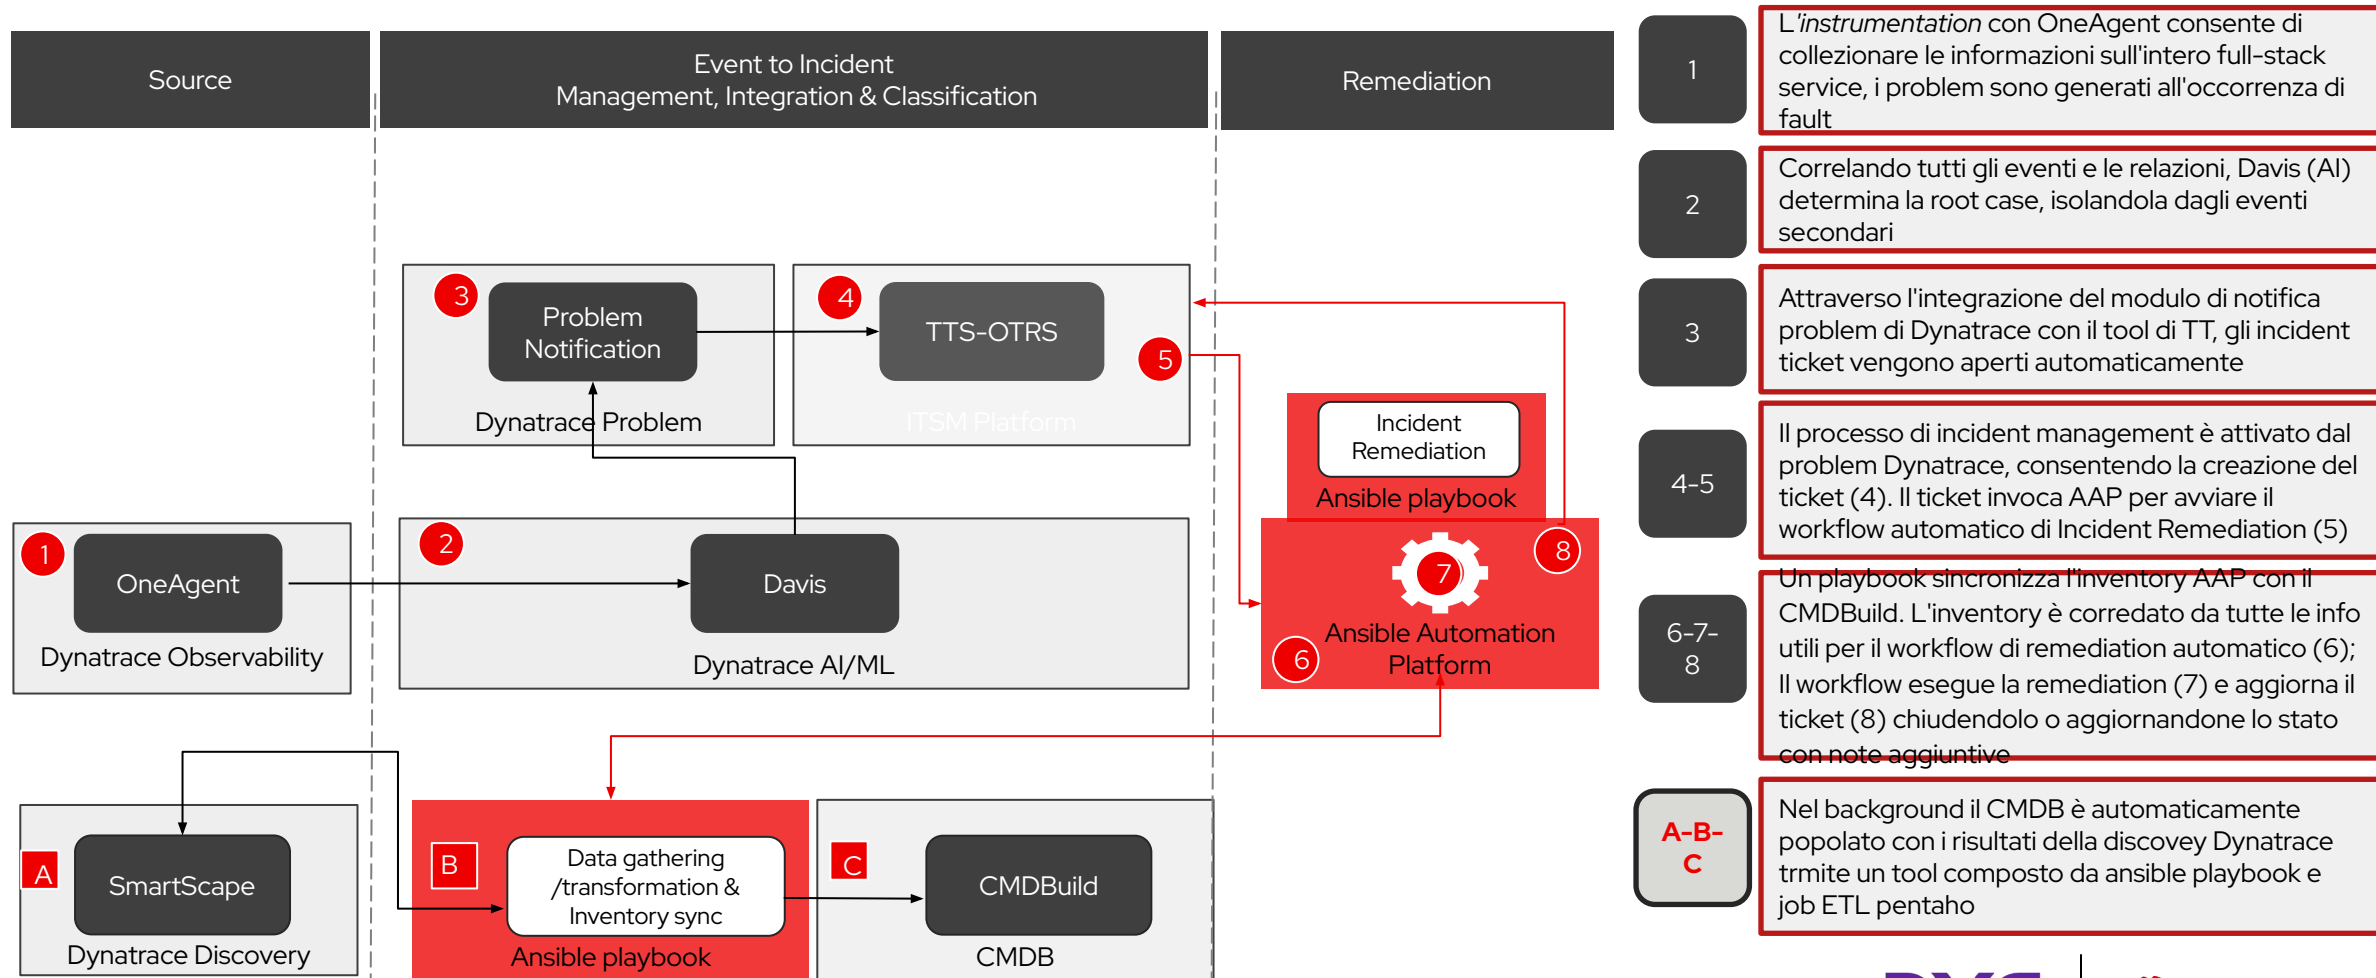 Source
Event to Incident
Management, Integration & Classification
Remediation
3
Problem
Notification
Dynatrace Problem
4
TTS-OTRS
5
ITSM Platform
Incident
Remediation
Ansible playbook
1
OneAgent
Dynatrace Observability
2
Davis
Dynatrace AI/ML
7
8
6
Ansible Automation
Platform
A
SmartScape
Dynatrace Discovery
B
Data gathering
/transformation &
Inventory sync
Ansible playbook
C
CMDBuild
CMDB
1
L'instrumentation con OneAgent consente di
collezionare le informazioni sull'intero full-stack
service, i problem sono generati all'occorrenza di
fault
2
Correlando tutti gli eventi e le relazioni, Davis (AI)
determina la root case, isolandola dagli eventi
secondari
3
Attraverso l'integrazione del modulo di notifica
problem di Dynatrace con il tool di TT, gli incident
ticket vengono aperti automaticamente
4-5
Il processo di incident management è attivato dal
problem Dynatrace, consentendo la creazione del
ticket (4). Il ticket invoca AAP per avviare il
workflow automatico di Incident Remediation (5)
6-7-
8
Un playbook sincronizza l'inventory AAP con il
CMDBuild. L'inventory è corredato da tutte le info
utili per il workflow di remediation automatico (6);
Il workflow esegue la remediation (7) e aggiorna il
ticket (8) chiudendolo o aggiornandone lo stato
con note aggiuntive
A-B-
C
Nel background il CMDB è automaticamente
popolato con i risultati della discovey Dynatrace
trmite un tool composto da ansible playbook e
job ETL pentaho